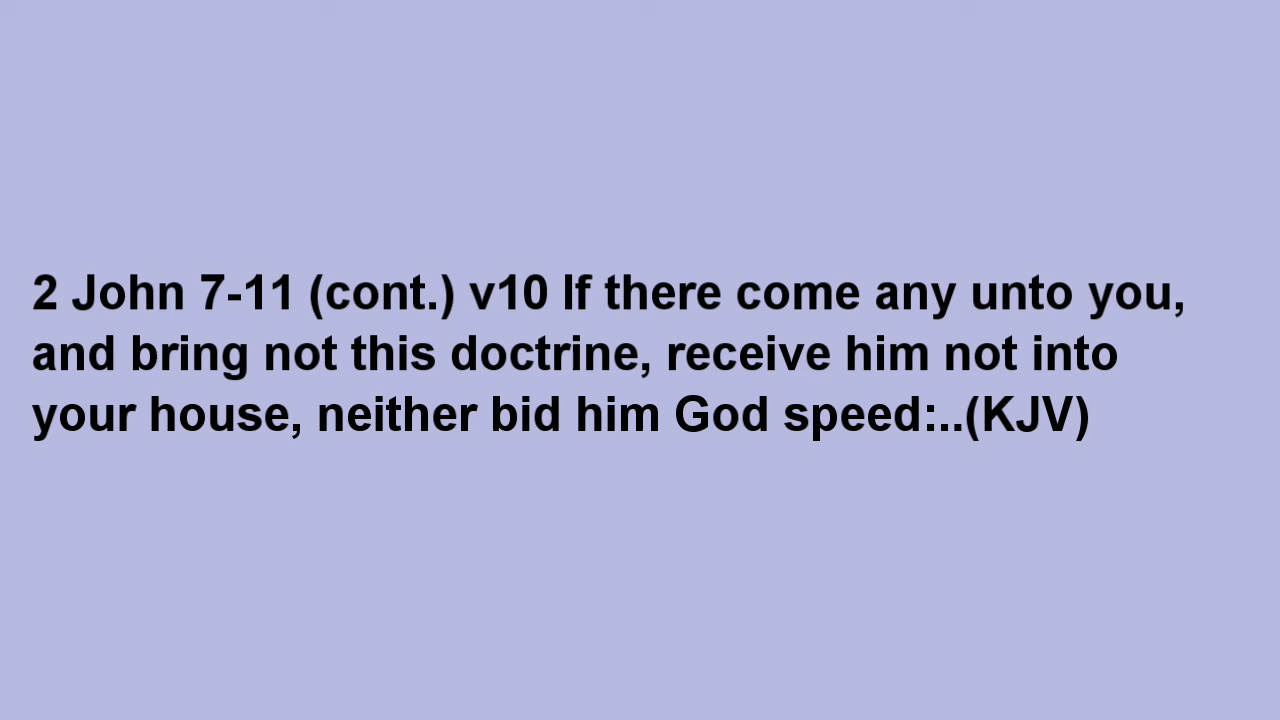 2 John 7-11 (cont.) v10 If there come any unto you,
and bring not this doctrine, receive him not into
your house, neither bid him God speed:..(KJV)